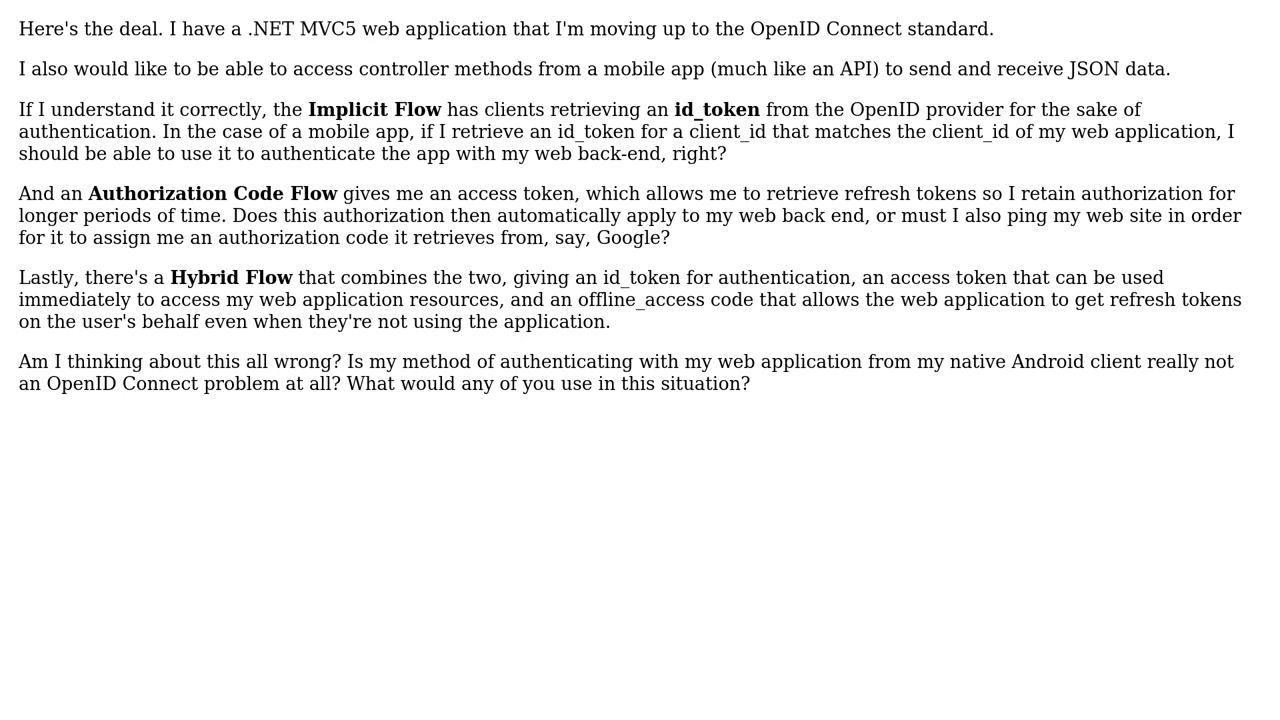 Here's the deal. I have a .NET MVC5 web application that I'm moving up to the OpenID Connect standard.
I also would like to be able to access controller methods from a mobile app (much like an API) to send and receive JSON data.
If I understand it correctly, the Implicit Flow has clients retrieving an id_token from the OpenID provider for the sake of
authentication. In the case of a mobile app, if I retrieve an id_token for a client_id that matches the client_id of my web application, I
should be able to use it to authenticate the app with my web back-end, right?
And an Authorization Code Flow gives me an access token, which allows me to retrieve refresh tokens so I retain authorization for
longer periods of time. Does this authorization then automatically apply to my web back end, or must I also ping my web site in order
for it to assign me an authorization code it retrieves from, say, Google?
Lastly, there's a Hybrid Flow that combines the two, giving an id_token for authentication, an access token that can be used
immediately to access my web application resources, and an offline_access code that allows the web application to get refresh tokens
on the user's behalf even when they're not using the application.
Am I thinking about this all wrong? Is my method of authenticating with my web application from my native Android client really not
an OpenID Connect problem at all? What would any of you use in this situation?